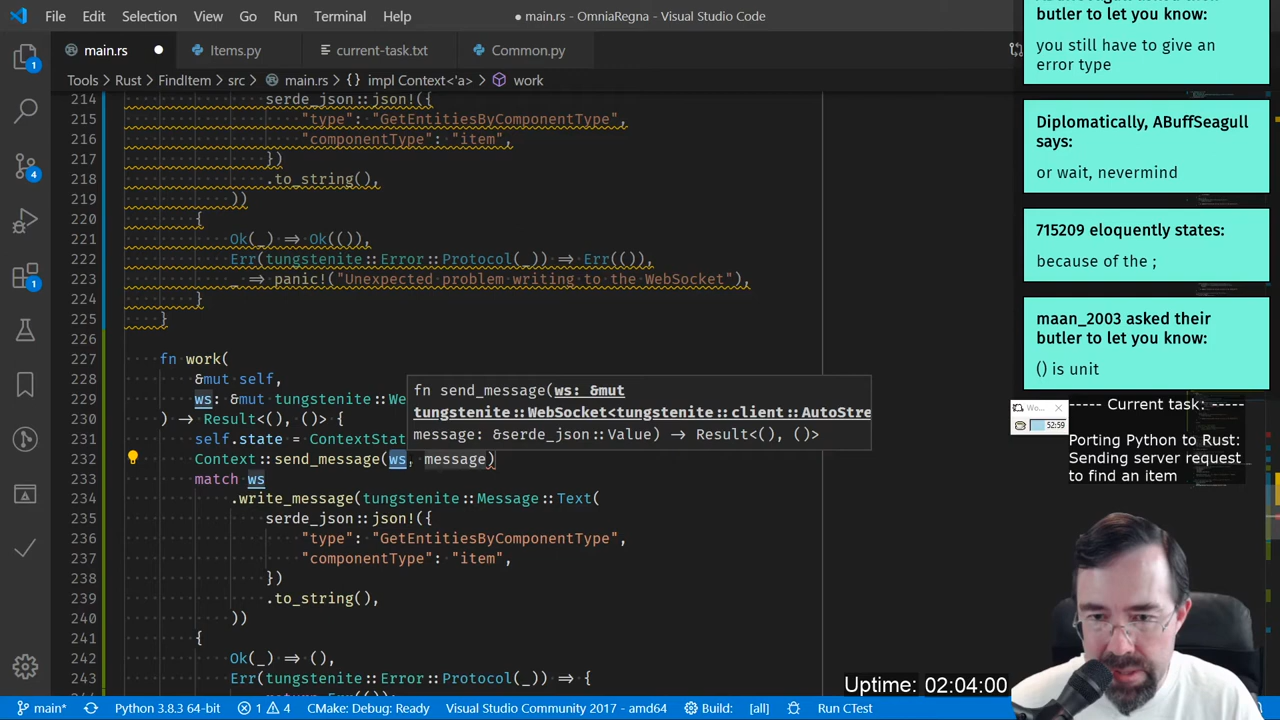 File Edit Selection View Go Run Terminal Help
● main.rs - OmniaRegna - Visual Studio Code
main.rs ● Items.py current-task.txt Common.py
Tools > Rust > FindItem > src > main.rs > {} impl Context<'a> > work
214 serde_json::json!({
215 "type": "GetEntitiesByComponentType",
216 "componentType": "item",
217 })
218 .to_string(),
219 ))
220 {
221 Ok(_) => Ok(()),
222 Err(tungstenite::Error::Protocol(_)) => Err(()),
223 _ => panic!("Unexpected problem writing to the WebSocket"),
224 }
225 }
226
227 fn work(
228 &mut self,
229 ws: &mut tungstenite::We
230 ) -> Result<(), ()> {
231 self.state = ContextStat
232 Context::send_message(ws, message)
233 match ws
234 .write_message(tungstenite::Message::Text(
235 serde_json::json!({
236 "type": "GetEntitiesByComponentType",
237 "componentType": "item",
238 })
239 .to_string(),
240 ))
241 {
242 Ok(_) => (),
243 Err(tungstenite::Error::Protocol(_)) => {
fn send_message(ws: &mut
tungstenite::WebSocket<tungstenite::client::AutoStre
message: &serde_json::Value) -> Result<(), ()>
butler to let you know:
you still have to give an
error type
Diplomatically, ABuffSeagull
says:
or wait, nevermind
715209 eloquently states:
because of the ;
maan_2003 asked their
butler to let you know:
() is unit
Wo...
52:59
----- Current task: -----
Porting Python to Rust:
Sending server request
to find an item
Uptime: 02:04:00
1
4
1
main* Python 3.8.3 64-bit 1 4 CMake: Debug: Ready Visual Studio Community 2017 - amd64 Build: [all] Run CTest